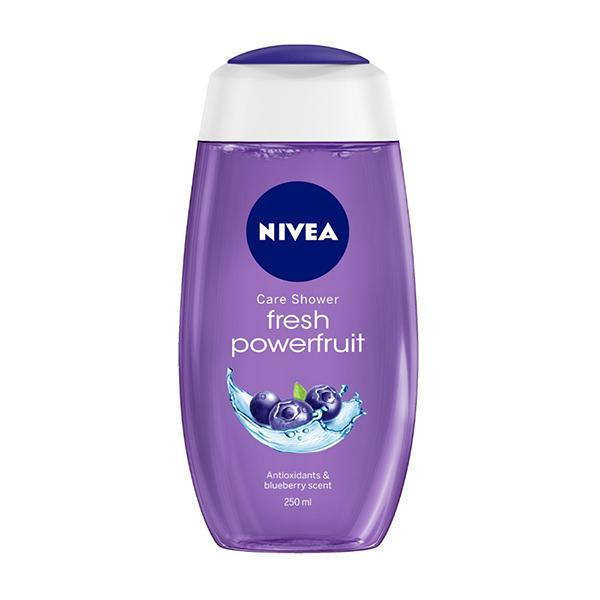 NIVEA
Care Shower
fresh
powerfruit
Antioxidants &
blueberry scent
250 ml